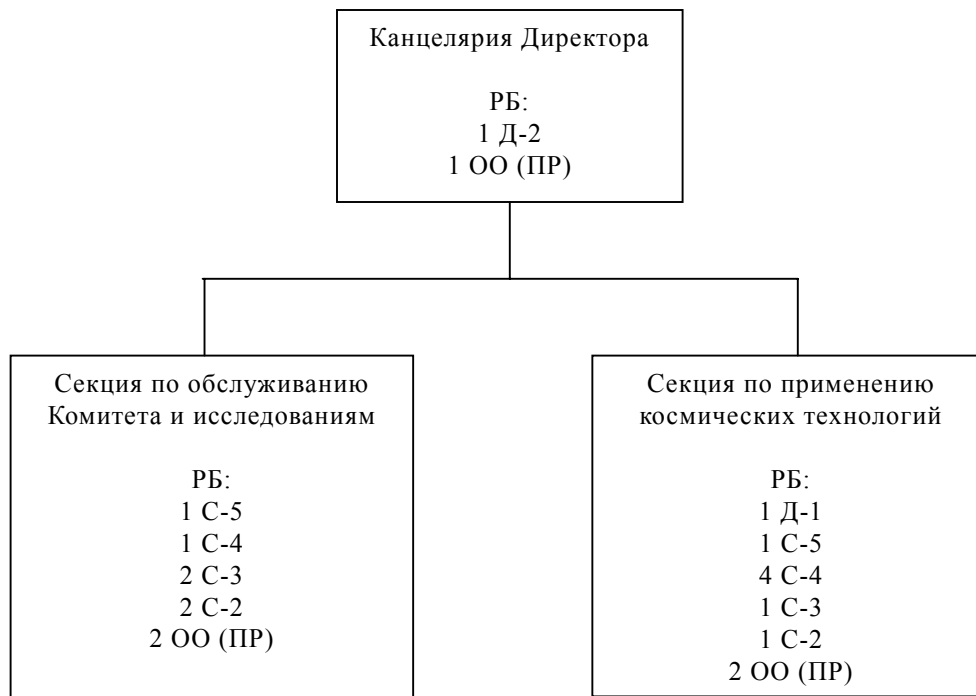 Канцелярия Директора
РБ:
1 Д-2
1 ОО (ПР)
Секция по обслуживанию
Комитета и исследованиям
РБ:
1 С-5
1 С-4
2 С-3
2 С-2
2 ОО (ПР)
Секция по применению
космических технологий
РБ:
1 Д-1
1 С-5
4 С-4
1 С-3
1 С-2
2 ОО (ПР)